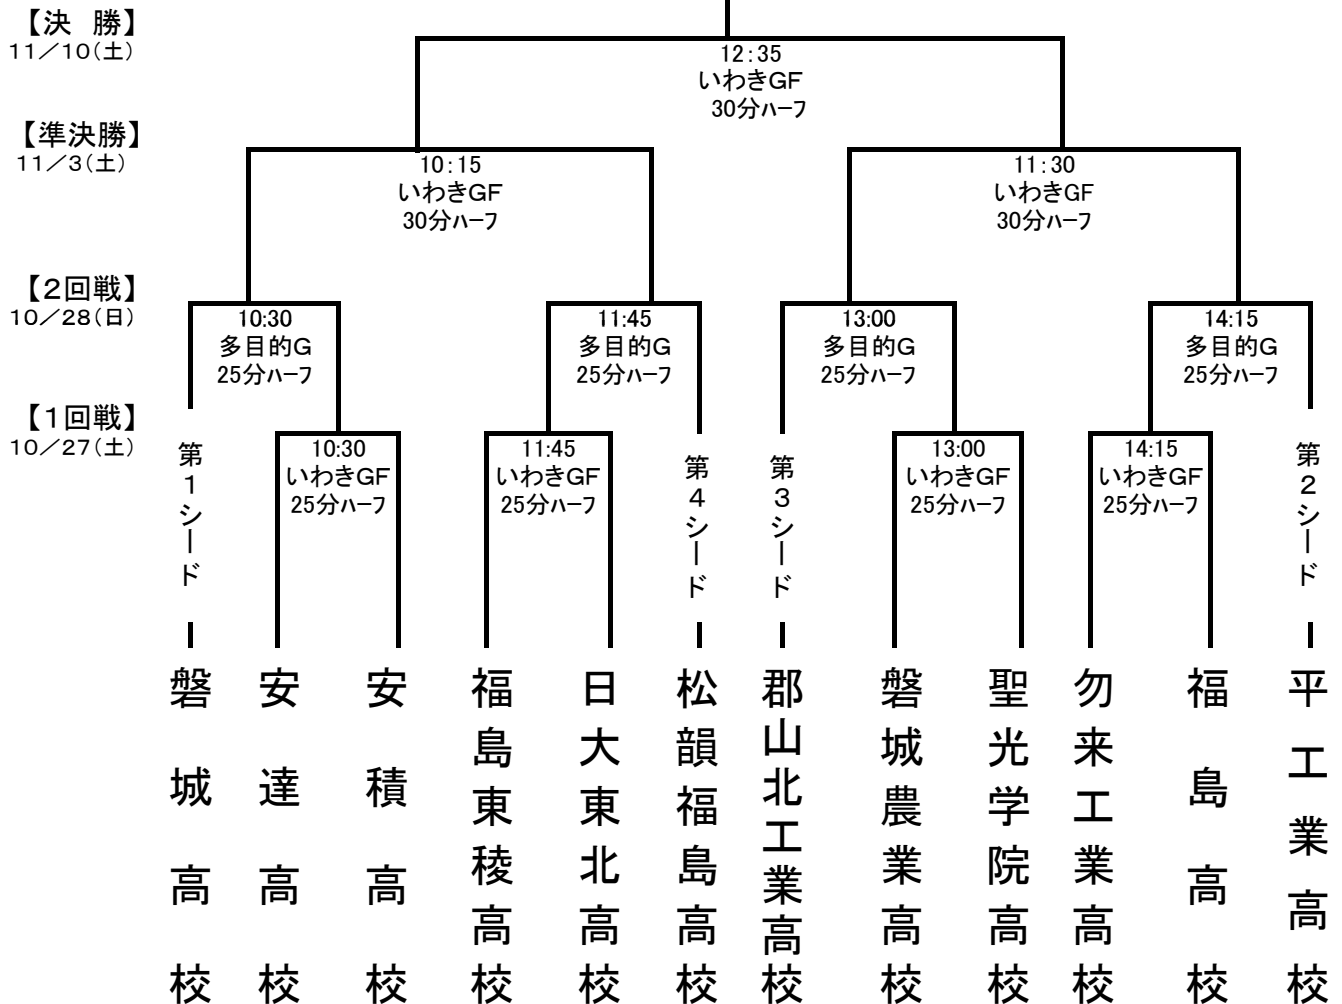 【決　勝】
11／10(土)
12:35
いわきGF
30分ハーフ
【準決勝】
11／3(土)
10:15
いわきGF
30分ハーフ
11:30
いわきGF
30分ハーフ
【2回戦】
10／28(日)
10:30
多目的G
25分ハーフ
11:45
多目的G
25分ハーフ
13:00
多目的G
25分ハーフ
14:15
多目的G
25分ハーフ
【1回戦】
10／27(土)
10:30
いわきGF
25分ハーフ
11:45
いわきGF
25分ハーフ
13:00
いわきGF
25分ハーフ
14:15
いわきGF
25分ハーフ
第1シード
第4シード
第3シード
第2シード
磐城高校
安達高校
安積高校
福島東稜高校
日大東北高校
松韻福島高校
郡山北工業高校
磐城農業高校
聖光学院高校
勿来工業高校
福島高校
平工業高校